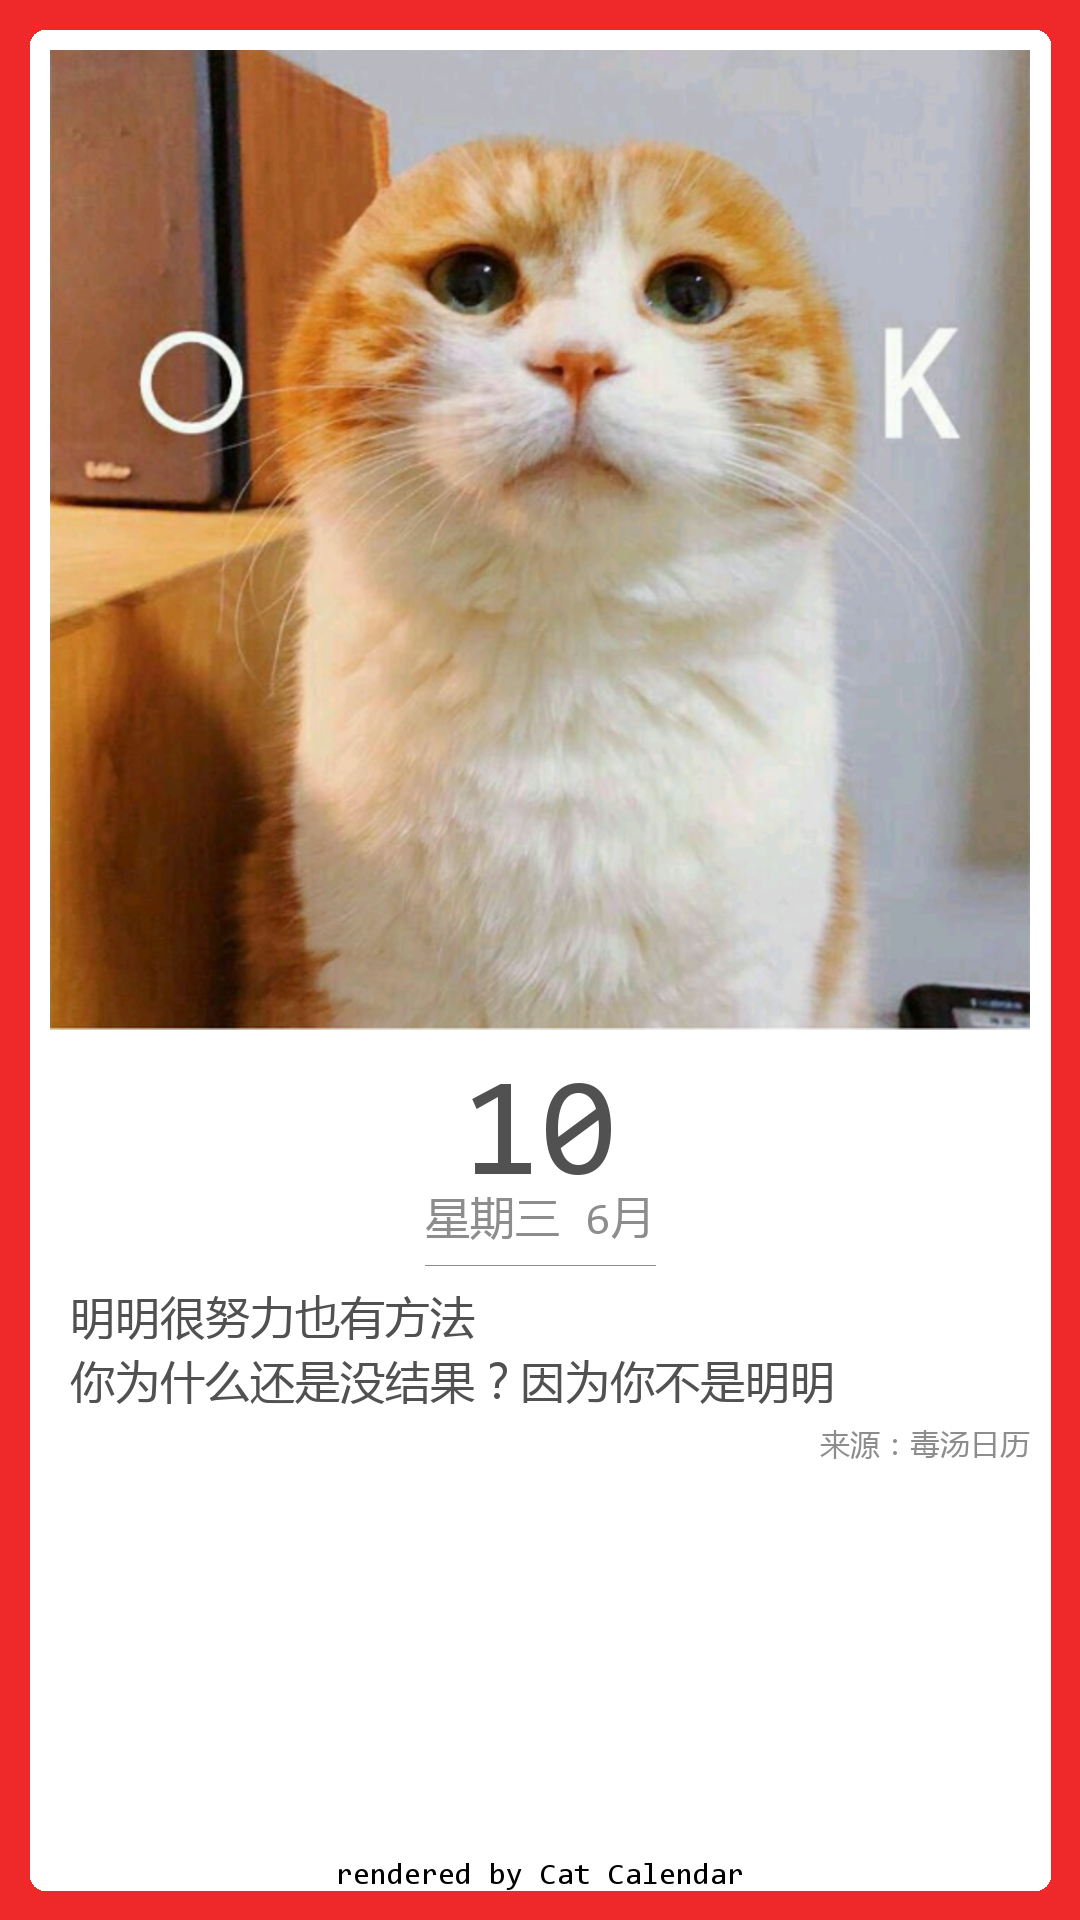 O K
Edifier
10
星期三 6月
明明很努力也有方法
你为什么还是没结果？因为你不是明明
来源：毒汤日历
rendered by Cat Calendar